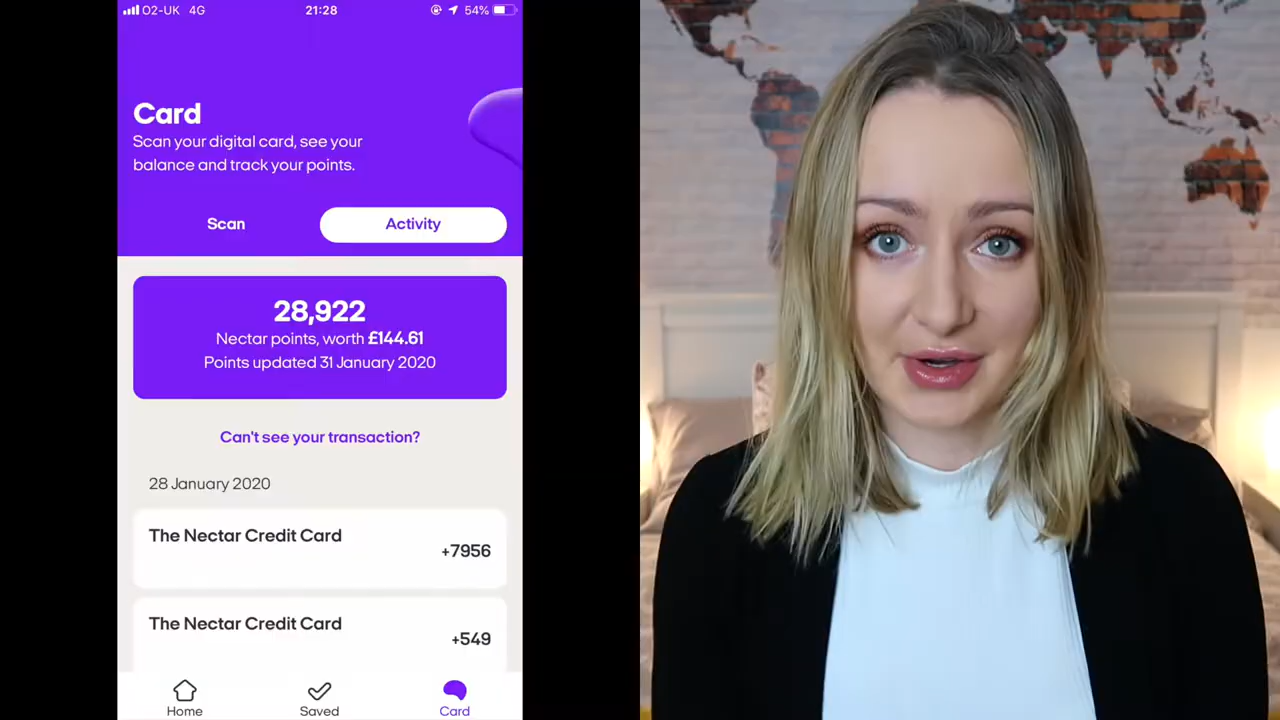 O2-UK 4G 21:28 54%
Card
Scan your digital card, see your
balance and track your points.
Scan Activity
28,922
Nectar points, worth £144.61
Points updated 31 January 2020
Can't see your transaction?
28 January 2020
The Nectar Credit Card
+7956
The Nectar Credit Card
+549
Home Saved Card